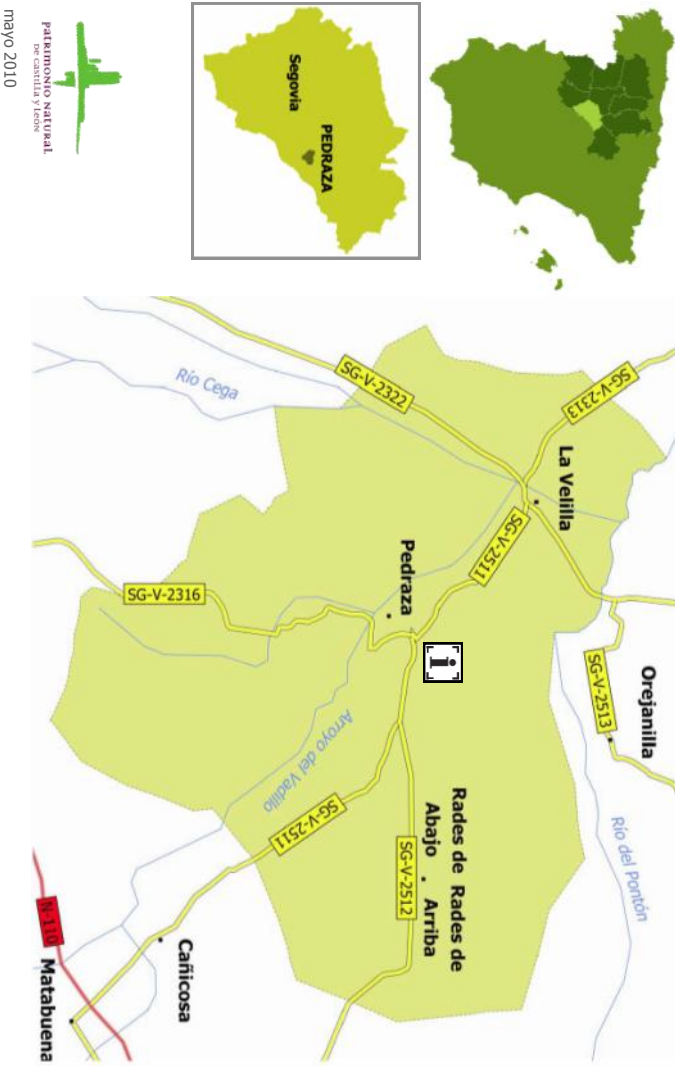 Segovia
PEDRAZA
PATRIMONIO NATURAL
DE CASTILLA Y LEÓN
mayo 2010
SG-V-2313
Orejanilla
Río del Pontón
SG-V-2513
La Velilla
SG-V-2322
SG-V-2511
Río Cega
Pedraza
i
Rades de
Abajo
Rades de
Arriba
SG-V-2512
SG-V-2316
Arroyo del Vadillo
SG-V-2511
Cañicosa
N-110
Matabuena